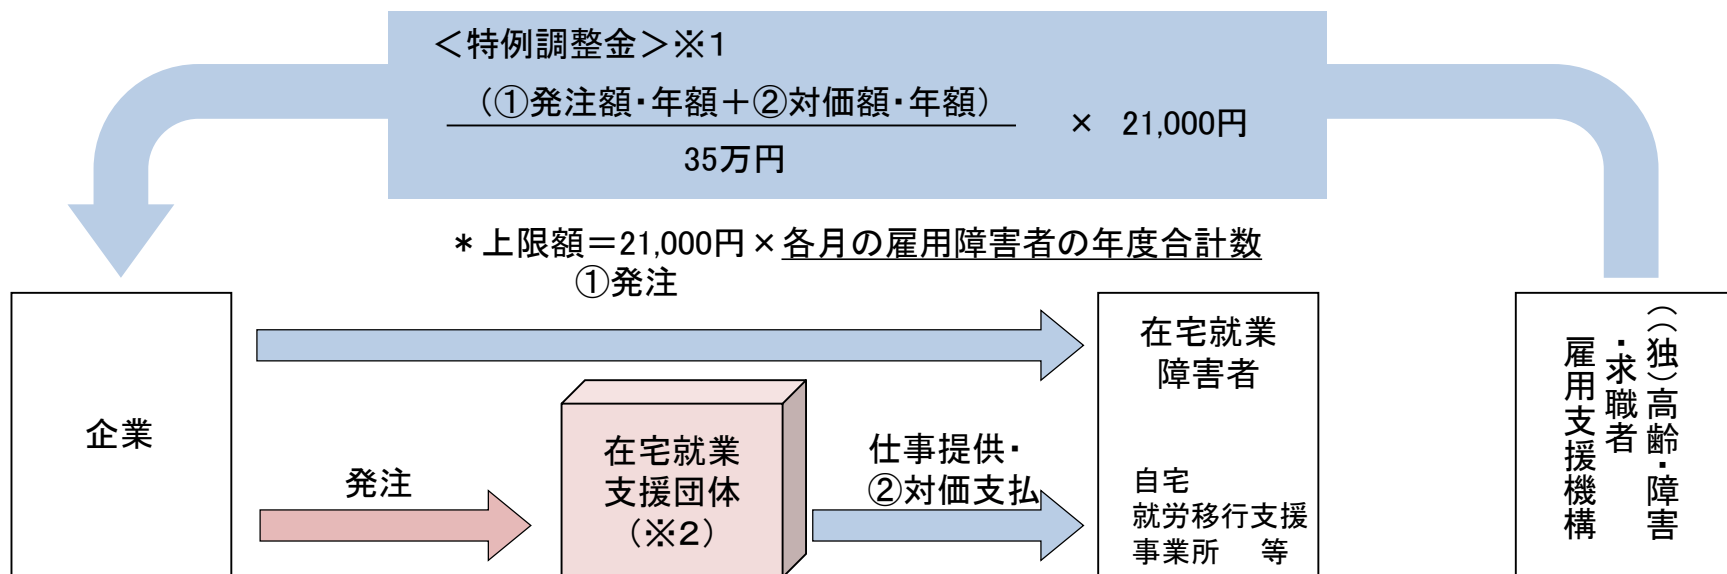 ＜特例調整金＞※１
（①発注額・年額＋②対価額・年額）
35万円
× 21,000円
＊上限額＝21,000円×各月の雇用障害者の年度合計数
①発注
企業
発注
在宅就業
支援団体
（※２）
仕事提供・
②対価支払
在宅就業
障害者
自宅
就労移行支援
事業所　等
（（独）高齢・障害
・求職者
雇用支援機構